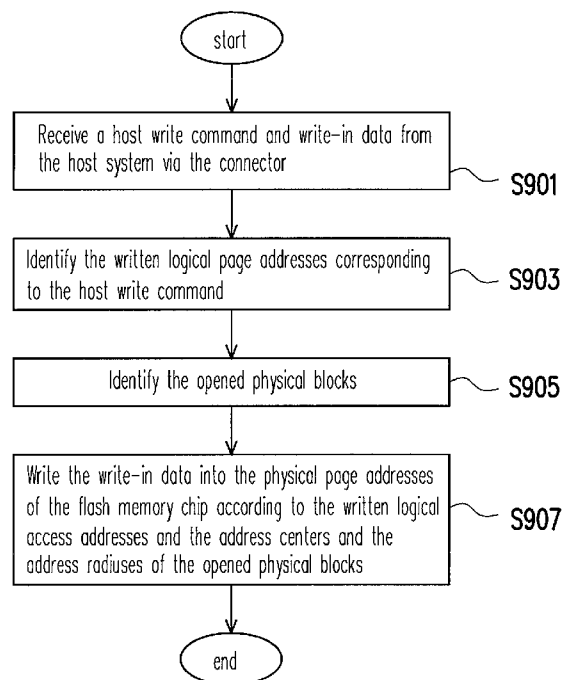 start
Receive a host write command and write-in data from
the host system via the connector
S901
Identify the written logical page addresses corresponding
to the host write command
S903
Identify the opened physical blocks
S905
Write the write-in data into the physical page addresses
of the flash memory chip according to the written logical
access addresses and the address centers and the
address radiuses of the opened physical blocks
S907
end